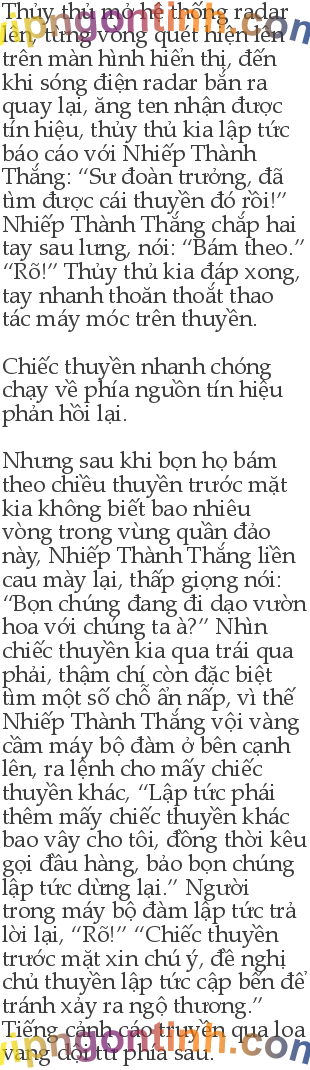 Thủy thủ mở hệ thống radar
lên, từng vòng quét hiện lên
trên màn hình hiển thị, đến
khi sóng điện radar bắn ra
quay lại, ăng ten nhận được
tín hiệu, thủy thủ kia lập tức
báo cáo với Nhiếp Thành
Thắng: “Sư đoàn trưởng, đã
tìm được cái thuyền đó rồi!”
Nhiếp Thành Thắng chắp hai
tay sau lưng, nói: “Bám theo.”
“Rõ!” Thủy thủ kia đáp xong,
tay nhanh thoăn thoắt thao
tác máy móc trên thuyền.
Chiếc thuyền nhanh chóng
chạy về phía nguồn tín hiệu
phản hồi lại.
Nhưng sau khi bọn họ bám
theo chiều thuyền trước mặt
kia không biết bao nhiêu
vòng trong vùng quần đảo
này, Nhiếp Thành Thắng liền
cau mày lại, thấp giọng nói:
“Bọn chúng đang đi dạo vườn
hoa với chúng ta à?” Nhìn
chiếc thuyền kia qua trái qua
phải, thậm chí còn đặc biệt
tìm một số chỗ ẩn nấp, vì thế
Nhiếp Thành Thắng vội vàng
cầm máy bộ đàm ở bên cạnh
lên, ra lệnh cho mấy chiếc
thuyền khác, “Lập tức phái
thêm mấy chiếc thuyền khác
bao vây cho tôi, đồng thời kêu
gọi đầu hàng, bảo bọn chúng
lập tức dừng lại.” Người
trong máy bộ đàm lập tức trả
lời lại, “Rõ!” “Chiếc thuyền
trước mặt xin chú ý, đề nghị
chủ thuyền lập tức cập bến để
tránh xảy ra ngộ thương.”
Tiếng cảnh cáo truyền qua loa
vang dội từ phía sau.
vipngontinh.com
vipngontinh.com